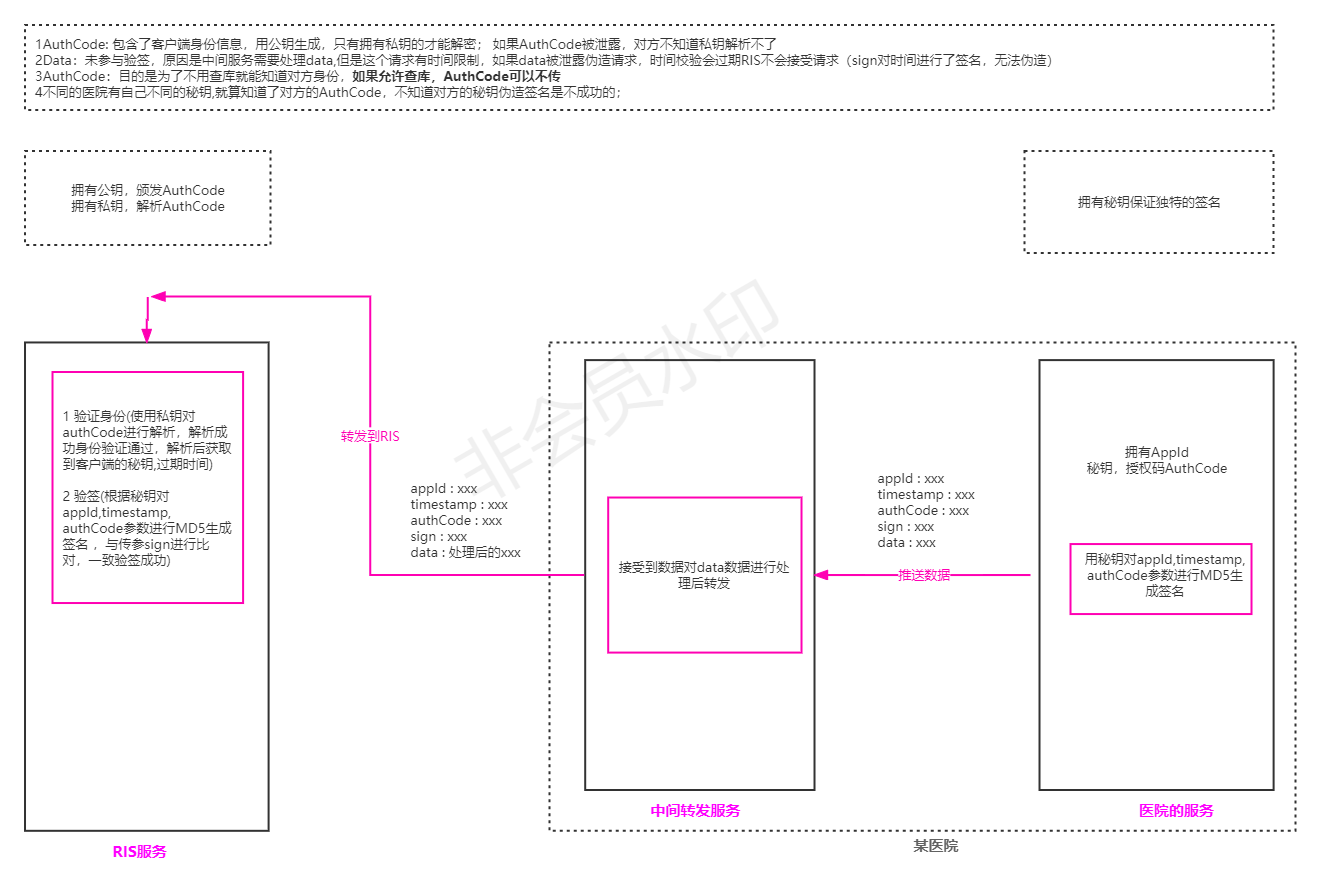 1AuthCode: 包含了客户端身份信息，用公钥生成，只有拥有私钥的才能解密； 如果AuthCode被泄露，对方不知道私钥解析不了
2Data：未参与验签，原因是中间服务需要处理data,但是这个请求有时间限制，如果data被泄露伪造请求，时间校验会过期RIS不会接受请求（sign对时间进行了签名，无法伪造）
3AuthCode：目的是为了不用查库就能知道对方身份，如果允许查库，AuthCode可以不传
4不同的医院有自己不同的秘钥,就算知道了对方的AuthCode，不知道对方的秘钥伪造签名是不成功的；
拥有公钥，颁发AuthCode
拥有私钥，解析AuthCode
拥有秘钥保证独特的签名
1 验证身份(使用私钥对
authCode进行解析，解析成
功身份验证通过，解析后获取
到客户端的秘钥,过期时间)
2 验签(根据秘钥对
appId,timestamp,
authCode参数进行MD5生成
签名 ，与传参sign进行比
对，一致验签成功)
转发到RIS
appId : xxx
timestamp : xxx
authCode : xxx
sign : xxx
data : 处理后的xxx
接受到数据对data数据进行处
理后转发
appId : xxx
timestamp : xxx
authCode : xxx
sign : xxx
data : xxx
推送数据
拥有AppId
秘钥，授权码AuthCode
用秘钥对appId,timestamp,
authCode参数进行MD5生
成签名
非会员水印
中间转发服务
医院的服务
某医院
RIS服务